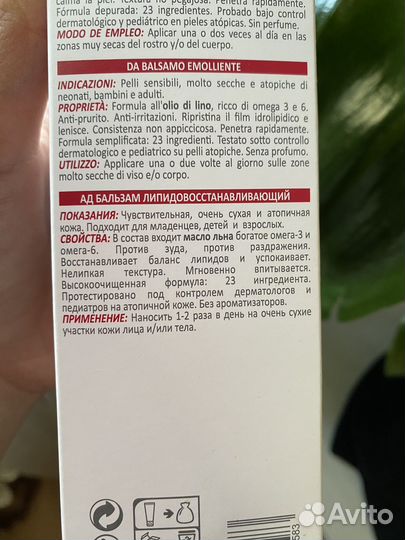 calma la piel. Textura no pegajosa. Penetra rapidamente.
Fórmula depurada: 23 ingredientes. Probado bajo control
dermatológico y pediátrico en pieles atópicas. Sin perfume.
MODO DE EMPLEO: Aplicar una o dos veces al día en las
zonas muy secas del rostro y/o del cuerpo.
DA BALSAMO EMOLLIENTE
INDICAZIONI: Pelli sensibili, molto secche e atopiche di
neonati, bambini e adulti.
PROPRIETÀ: Formula all'olio di lino, ricco di omega 3 e 6.
Anti-prurito. Anti-irritazioni. Ripristina il film idrolipidico e
lenisce. Consistenza non appiccicosa. Penetra rapidamente.
Formula semplificata: 23 ingredienti. Testato sotto controllo
dermatologico e pediatrico su pelli atopiche. Senza profumo.
UTILIZZO: Applicare una o due volte al giorno sulle zone
molto secche di viso e/o corpo.
АД БАЛЬЗАМ ЛИПИДОВОССТАНАВЛИВАЮЩИЙ
ПОКАЗАНИЯ: Чувствительная, очень сухая и атопичная
кожа. Подходит для младенцев, детей и взрослых.
СВОЙСТВА: В состав входит масло льна богатое омега-3 и
омега-6. Против зуда, против раздражения.
Восстанавливает баланс липидов и успокаивает.
Нелипкая текстура. Мгновенно впитывается.
Высокоочищенная формула: 23 ингредиента.
Протестировано под контролем дерматологов и
педиатров на атопичной коже. Без ароматизаторов.
ПРИМЕНЕНИЕ: Наносить 1-2 раза в день на очень сухие
участки кожи лица и/или тела.
583
Avito